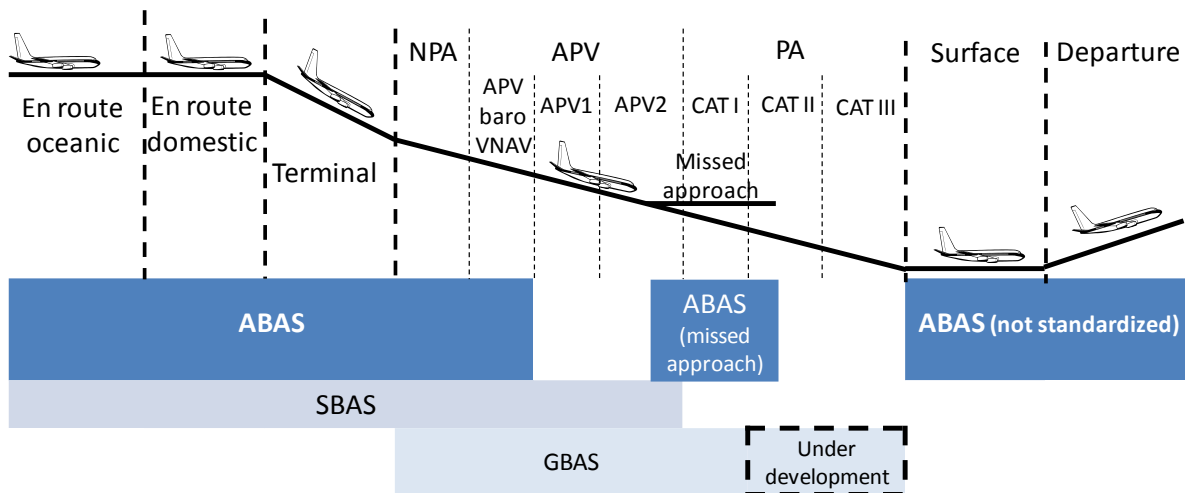 NPA
APV
PA
Surface
Departure
En route
oceanic
En route
domestic
Terminal
APV
baro
VNAV
APV1
APV2
CAT I
CAT II
CAT III
Missed
approach
ABAS
ABAS
(missed
approach)
ABAS (not standardized)
SBAS
GBAS
Under
development